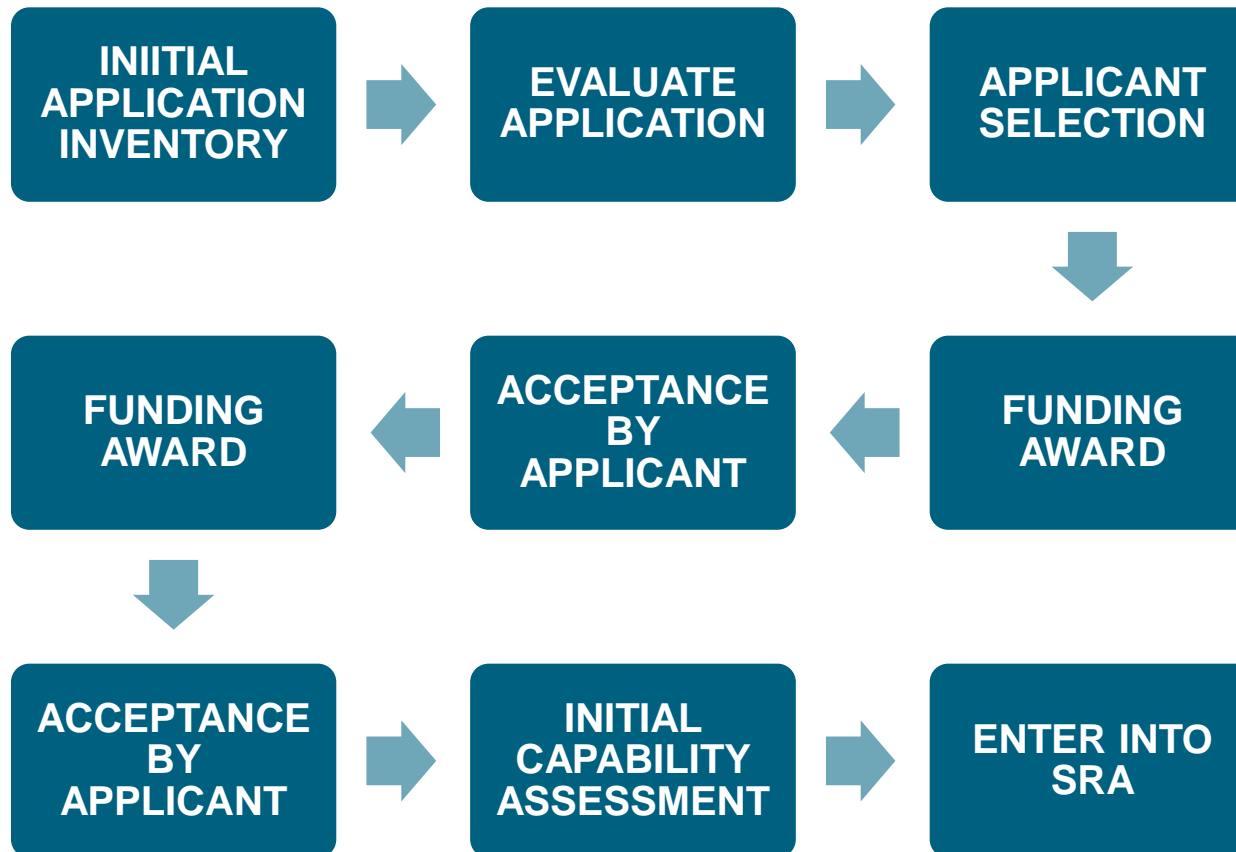 INIITIAL
APPLICATION
INVENTORY
EVALUATE
APPLICATION
APPLICANT
SELECTION
FUNDING
AWARD
ACCEPTANCE
BY
APPLICANT
FUNDING
AWARD
ACCEPTANCE
BY
APPLICANT
INITIAL
CAPABILITY
ASSESSMENT
ENTER INTO
SRA